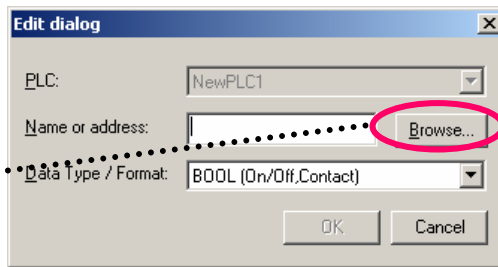 Edit dialog
PLC: NewPLC1
Name or address: Browse...
Data Type / Format: BOOL (On/Off,Contact)
OK Cancel